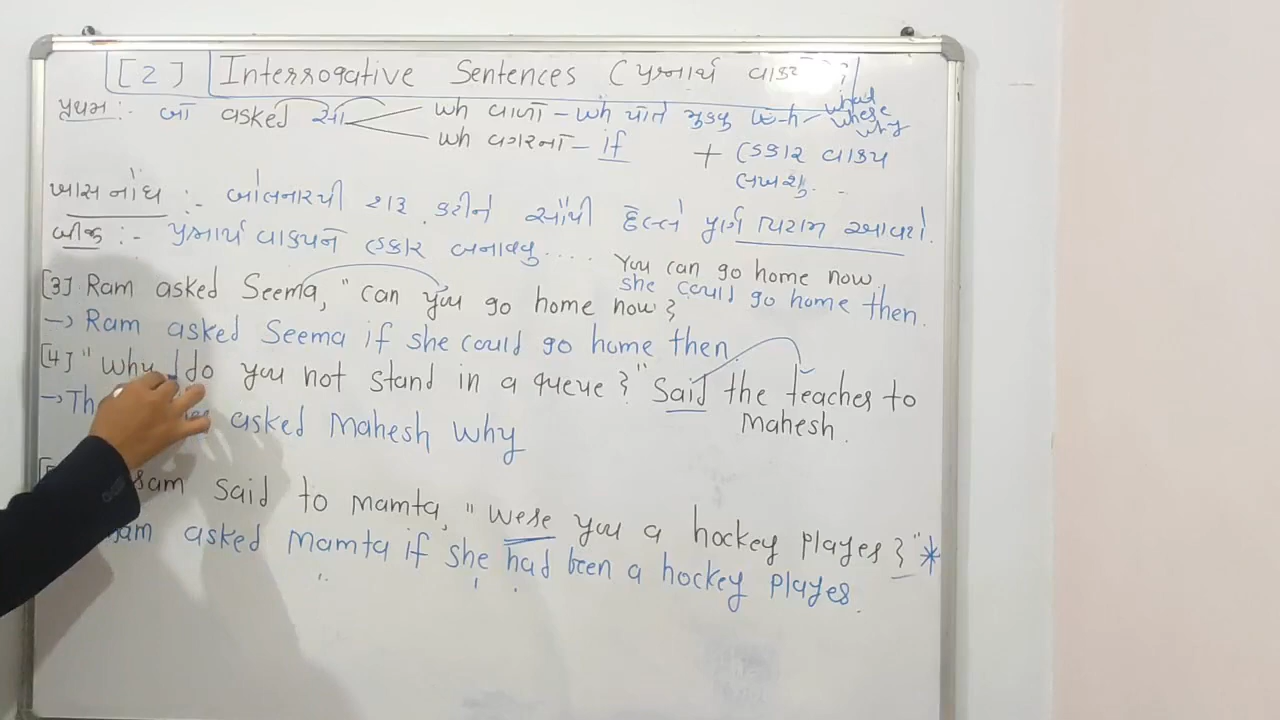 [2] Interrogative Sentences (પ્રશ્નાર્થ વાક્ય ?)
પ્રથમ :- બૉ asked સૉ
wh વાળા - wh પોતે મુકવુ w-h what where why
wh વગરના - if + હકાર વાક્ય
લખશુ. -
ખાસ નોંધ :- બોલનારથી શરૂ કરીને સૌથી છેલ્લે પૂર્ણ વિરામ આવશે.
બીજુ :- પ્રશ્નાર્થ વાક્યને હકાર બનાવવુ.....
You can go home now.
she could go home then.
[3] Ram asked Seema, "can you go home now?
→ Ram asked Seema if she could go home then
[4] "Why do you not stand in a queue?" Said the teacher to
Mahesh.
→ asked Mahesh Why
said to mamta, "were you a hockey player?" *
asked mamta if she had been a hockey player.